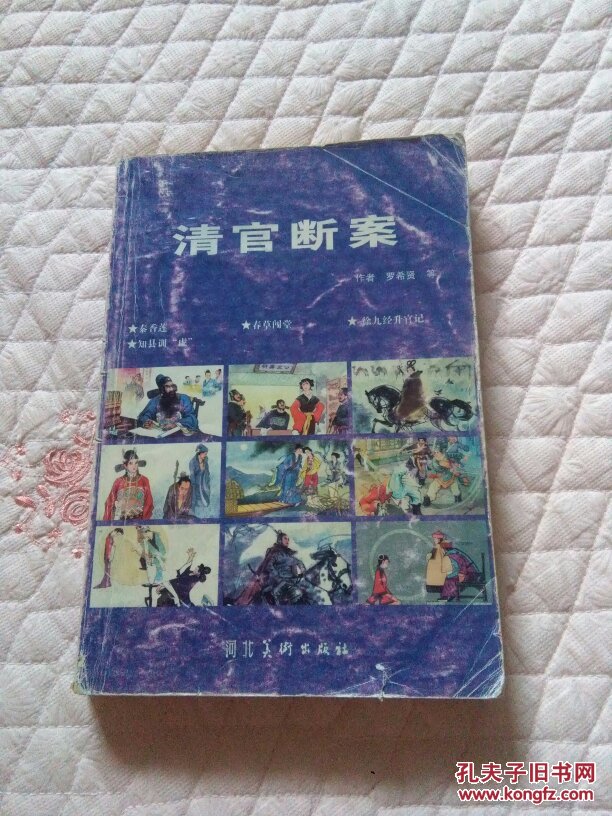 清官断案
作者 罗希贤 等
★秦香莲 ★春草闯堂 ★徐九经升官记
★知县训“虎”
河北美术出版社
孔夫子旧书网
www.kongfz.com